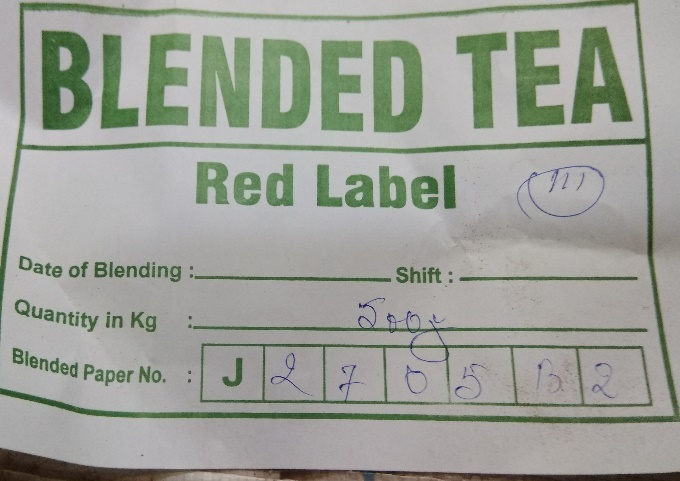 BLENDED TEA
Red Label
Date of Blending : Shift :
Quantity in Kg : 500g
Blended Paper No. : J 2 7 0 5 B 2